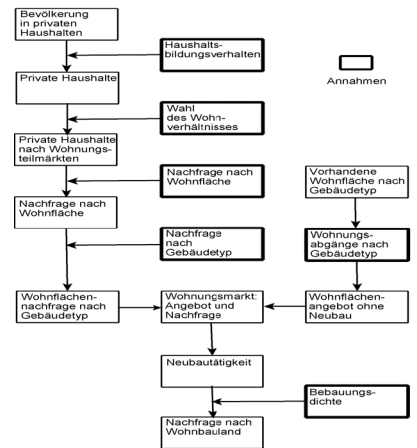 Bevölkerung
in privaten
Haushalten
Haushalts-
bildungsverhalten
Annahmen
Private Haushalte
Wahl
des Wohn-
verhältnisses
Private Haushalte
nach Wohnungs-
teilmärkten
Nachfrage nach
Wohnfläche
Vorhandene
Wohnfläche nach
Gebäudetyp
Nachfrage nach
Wohnfläche
Nachfrage
nach
Gebäudetyp
Wohnungs-
abgänge nach
Gebäudetyp
Wohnflächen-
nachfrage nach
Gebäudetyp
Wohnungsmarkt:
Angebot und
Nachfrage
Wohnflächen-
angebot ohne
Neubau
Neubautätigkeit
Bebauungs-
dichte
Nachfrage nach
Wohnbauland